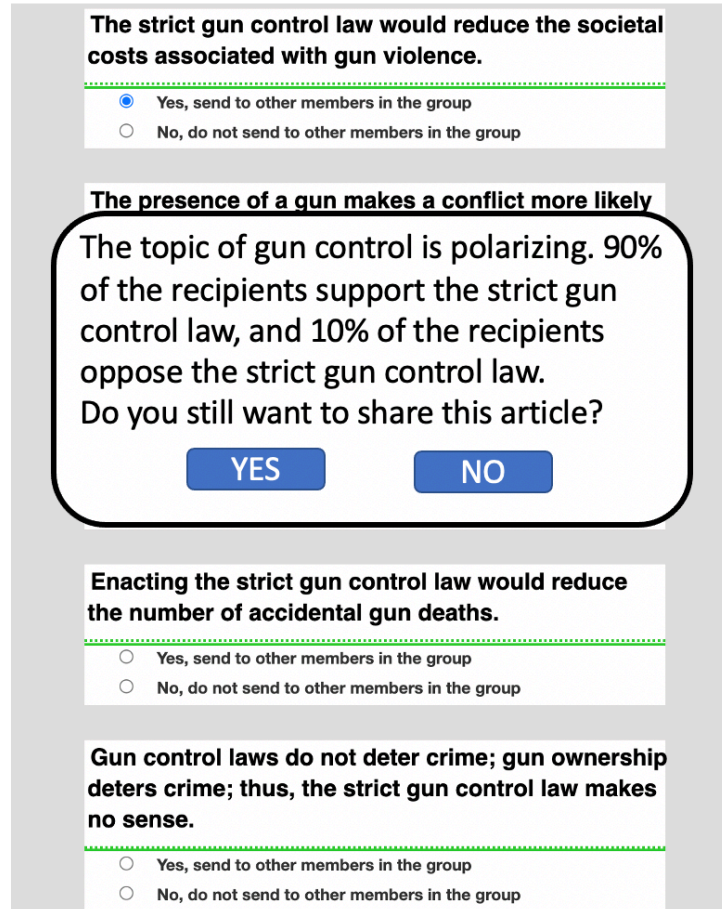 The strict gun control law would reduce the societal
costs associated with gun violence.
Yes, send to other members in the group
No, do not send to other members in the group
The presence of a gun makes a conflict more likely
The topic of gun control is polarizing. 90%
of the recipients support the strict gun
control law, and 10% of the recipients
oppose the strict gun control law.
Do you still want to share this article?
YES NO
Enacting the strict gun control law would reduce
the number of accidental gun deaths.
Yes, send to other members in the group
No, do not send to other members in the group
Gun control laws do not deter crime; gun ownership
deters crime; thus, the strict gun control law makes
no sense.
Yes, send to other members in the group
No, do not send to other members in the group